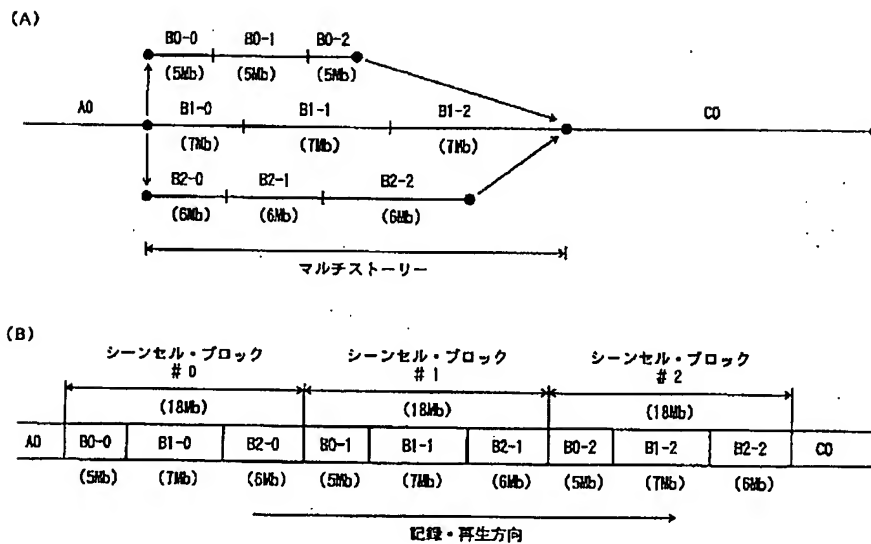 (A)
B0-0 B0-1 B0-2
(5Mb) (5Mb) (5Mb)
A0 B1-0 B1-1 B1-2 C0
(7Mb) (7Mb) (7Mb)
B2-0 B2-1 B2-2
(6Mb) (6Mb) (6Mb)
マルチストーリー
(B)
シーンセル・ブロック シーンセル・ブロック シーンセル・ブロック
# 0 # 1 # 2
(18Mb) (18Mb) (18Mb)
A0 B0-0 B1-0 B2-0 B0-1 B1-1 B2-1 B0-2 B1-2 B2-2 C0
(5Mb) (7Mb) (6Mb) (5Mb) (7Mb) (6Mb) (5Mb) (7Mb) (6Mb)
記録・再生方向